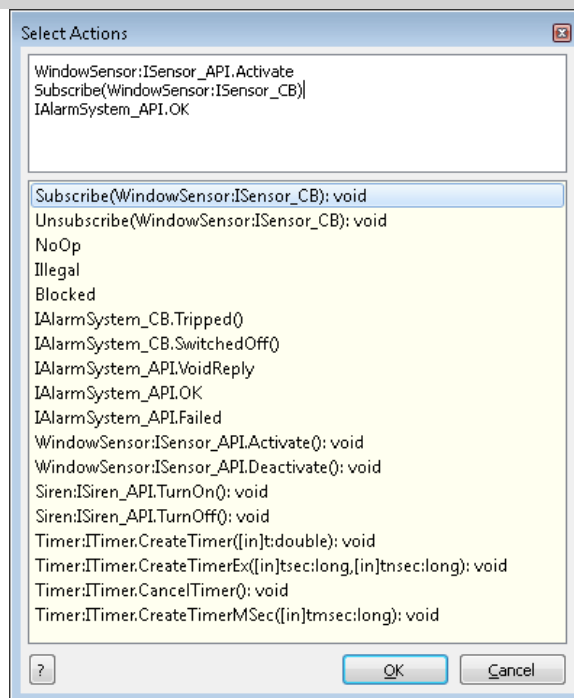 Select Actions
WindowSensor:ISensor_API.Activate
Subscribe(WindowSensor:ISensor_CB)
IAlarmSystem_API.OK
Subscribe(WindowSensor:ISensor_CB): void
Unsubscribe(WindowSensor:ISensor_CB): void
NoOp
Illegal
Blocked
IAlarmSystem_CB.Tripped()
IAlarmSystem_CB.SwitchedOff()
IAlarmSystem_API.VoidReply
IAlarmSystem_API.OK
IAlarmSystem_API.Failed
WindowSensor:ISensor_API.Activate(): void
WindowSensor:ISensor_API.Deactivate(): void
Siren:ISiren_API.TurnOn(): void
Siren:ISiren_API.TurnOff(): void
Timer:ITimer.CreateTimer([in]t:double): void
Timer:ITimer.CreateTimerEx([in]tsec:long,[in]tnsec:long): void
Timer:ITimer.CancelTimer(): void
Timer:ITimer.CreateTimerMSec([in]tmsec:long): void
? OK Cancel